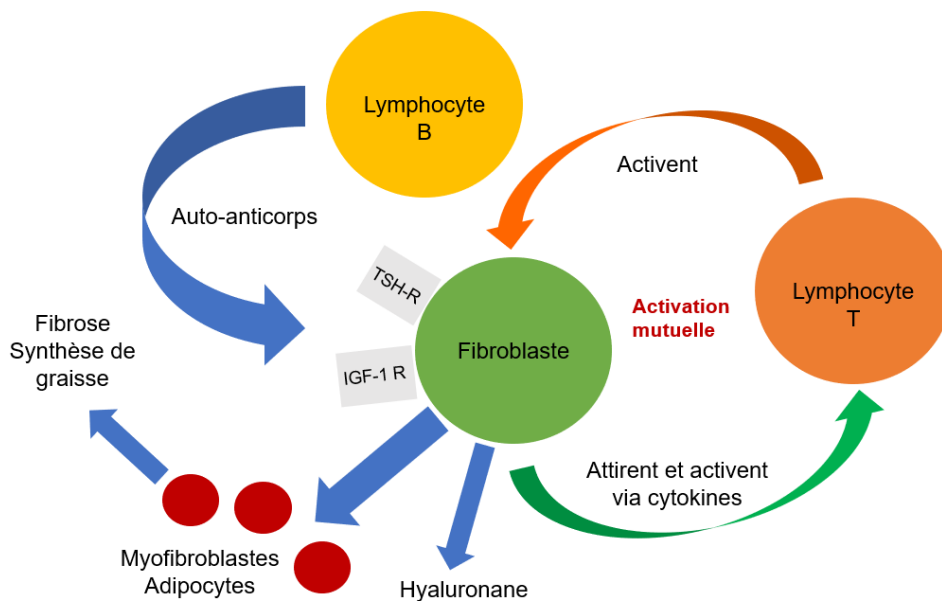 Lymphocyte
B
Activent
Auto-anticorps
TSH-R
Lymphocyte
T
Activation
mutuelle
Fibrose
Synthèse de
graisse
Fibroblaste
IGF-1 R
Attirent et activent
via cytokines
Myofibroblastes
Adipocytes
Hyaluronane